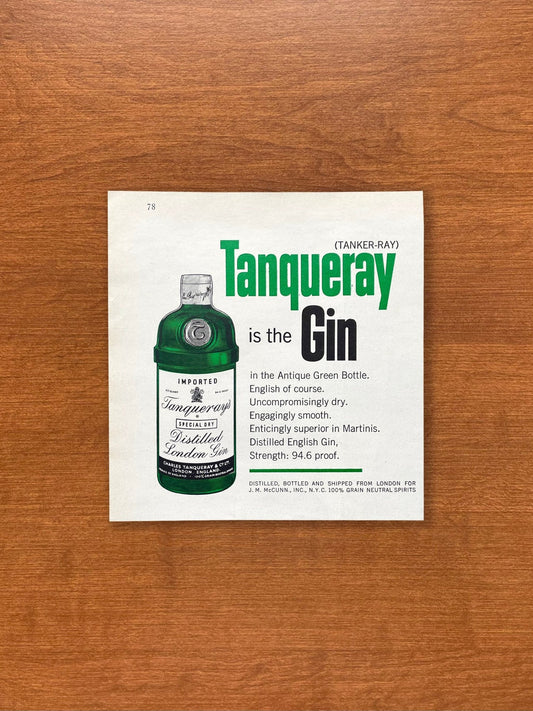 78
(TANKER-RAY)
Tanqueray
is the Gin
in the Antique Green Bottle.
English of course.
Uncompromisingly dry.
Engagingly smooth.
Enticingly superior in Martinis.
Distilled English Gin,
Strength: 94.6 proof.
DISTILLED, BOTTLED AND SHIPPED FROM LONDON FOR
J. M. McCUNN., INC., N.Y.C. 100% GRAIN NEUTRAL SPIRITS
IMPORTED
Tanqueray's
SPECIAL DRY
Distilled
London Gin
CHARLES TANQUERAY & CO LTD
LONDON, ENGLAND